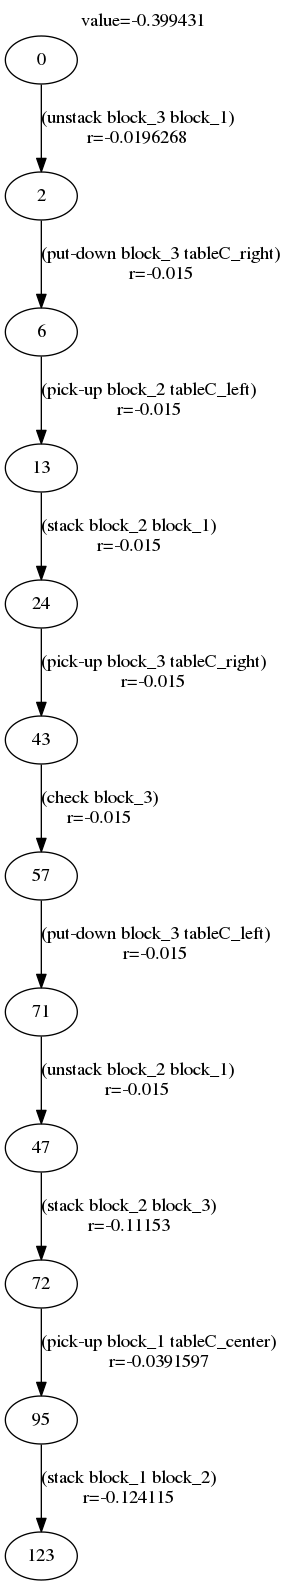 value=-0.399431
0
(unstack block_3 block_1)
r=-0.0196268
2
(put-down block_3 tableC_right)
r=-0.015
6
(pick-up block_2 tableC_left)
r=-0.015
13
(stack block_2 block_1)
r=-0.015
24
(pick-up block_3 tableC_right)
r=-0.015
43
(check block_3)
r=-0.015
57
(put-down block_3 tableC_left)
r=-0.015
71
(unstack block_2 block_1)
r=-0.015
47
(stack block_2 block_3)
r=-0.11153
72
(pick-up block_1 tableC_center)
r=-0.0391597
95
(stack block_1 block_2)
r=-0.124115
123